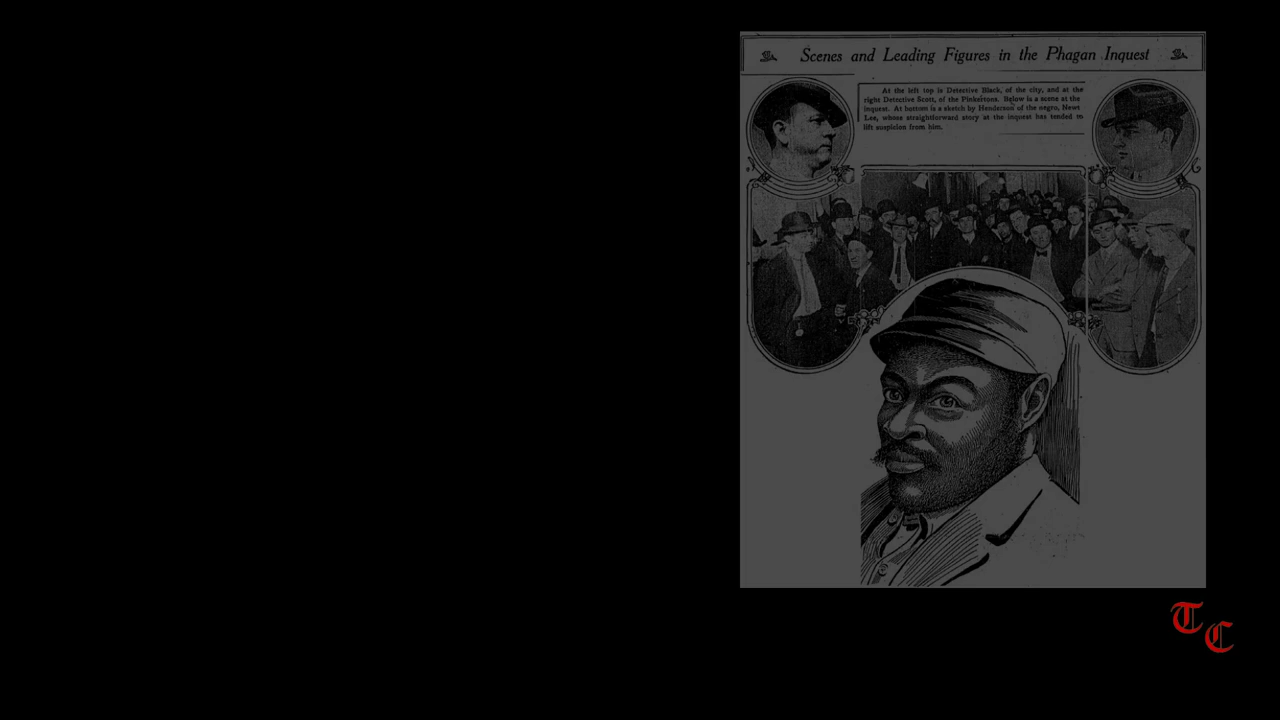 Scenes and Leading Figures in the Phagan Inquest
At the left top is Detective Black, of the city, and at the
right Detective Scott, of the Pinkertons. Below is a scene at the
inquest. At bottom is a sketch by Henderson of the negro, Newt
Lee, whose straightforward story at the inquest has tended to
lift suspicion from him.
T
C